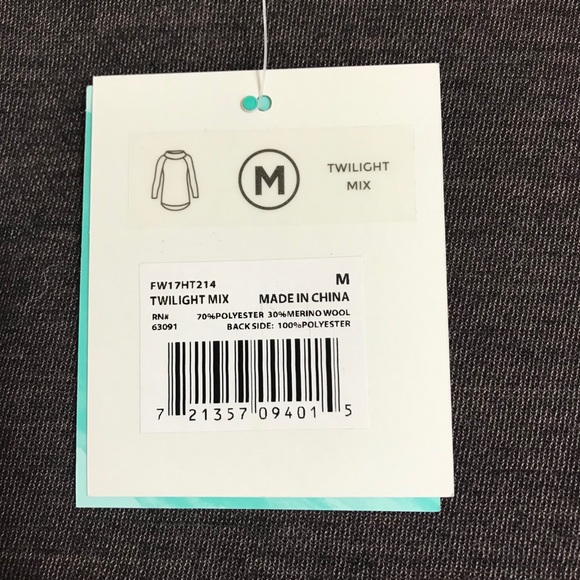 M
TWILIGHT
MIX
FW17HT214 M
TWILIGHT MIX MADE IN CHINA
RN# 70%POLYESTER 30%MERINO WOOL
63091 BACK SIDE: 100%POLYESTER
7 21357 09401 5